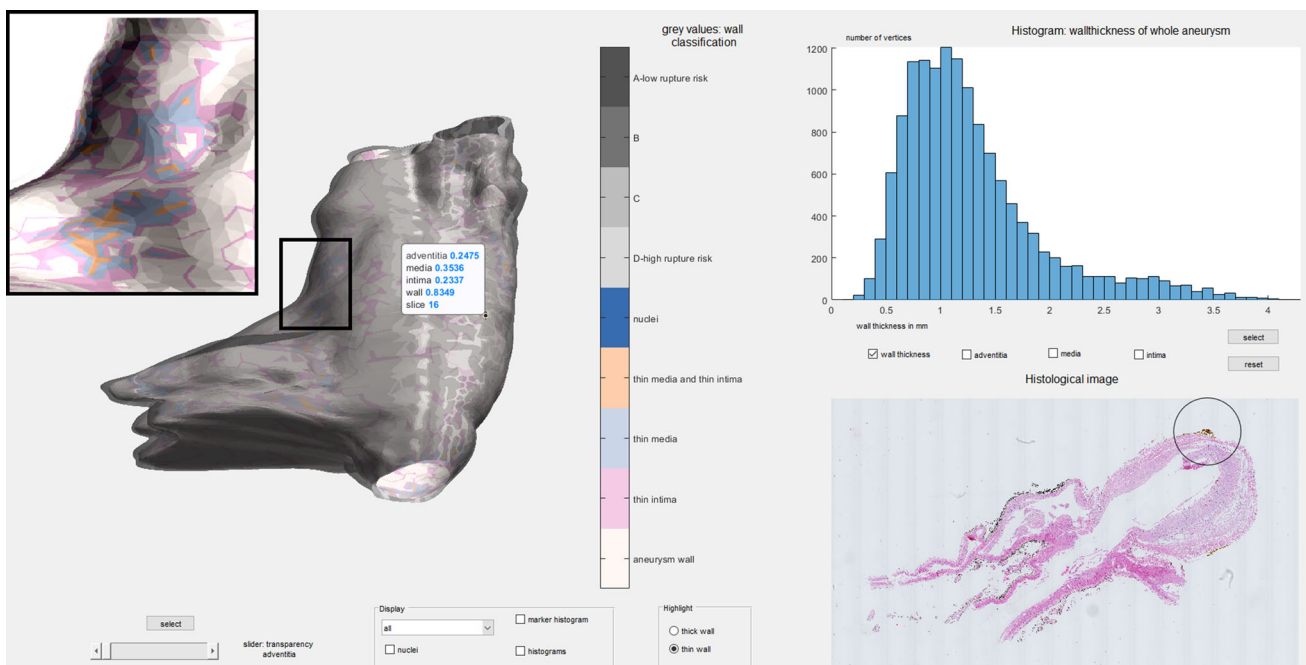 grey values: wall
classification
A-low rupture risk
B
C
D-high rupture risk
nuclei
thin media and thin intima
thin media
thin intima
aneurysm wall
adventitia 0.2475
media 0.3536
intima 0.2337
wall 0.8349
slice 16
select
slider: transparency
adventitia
Display
all
nuclei
marker histogram
histograms
Highlight
thick wall
thin wall
number of vertices
Histogram: wallthickness of whole aneurysm
1200
1000
800
600
400
200
0
0 0.5 1 1.5 2 2.5 3 3.5 4
wall thickness in mm
select
wall thickness adventitia media intima
reset
Histological image